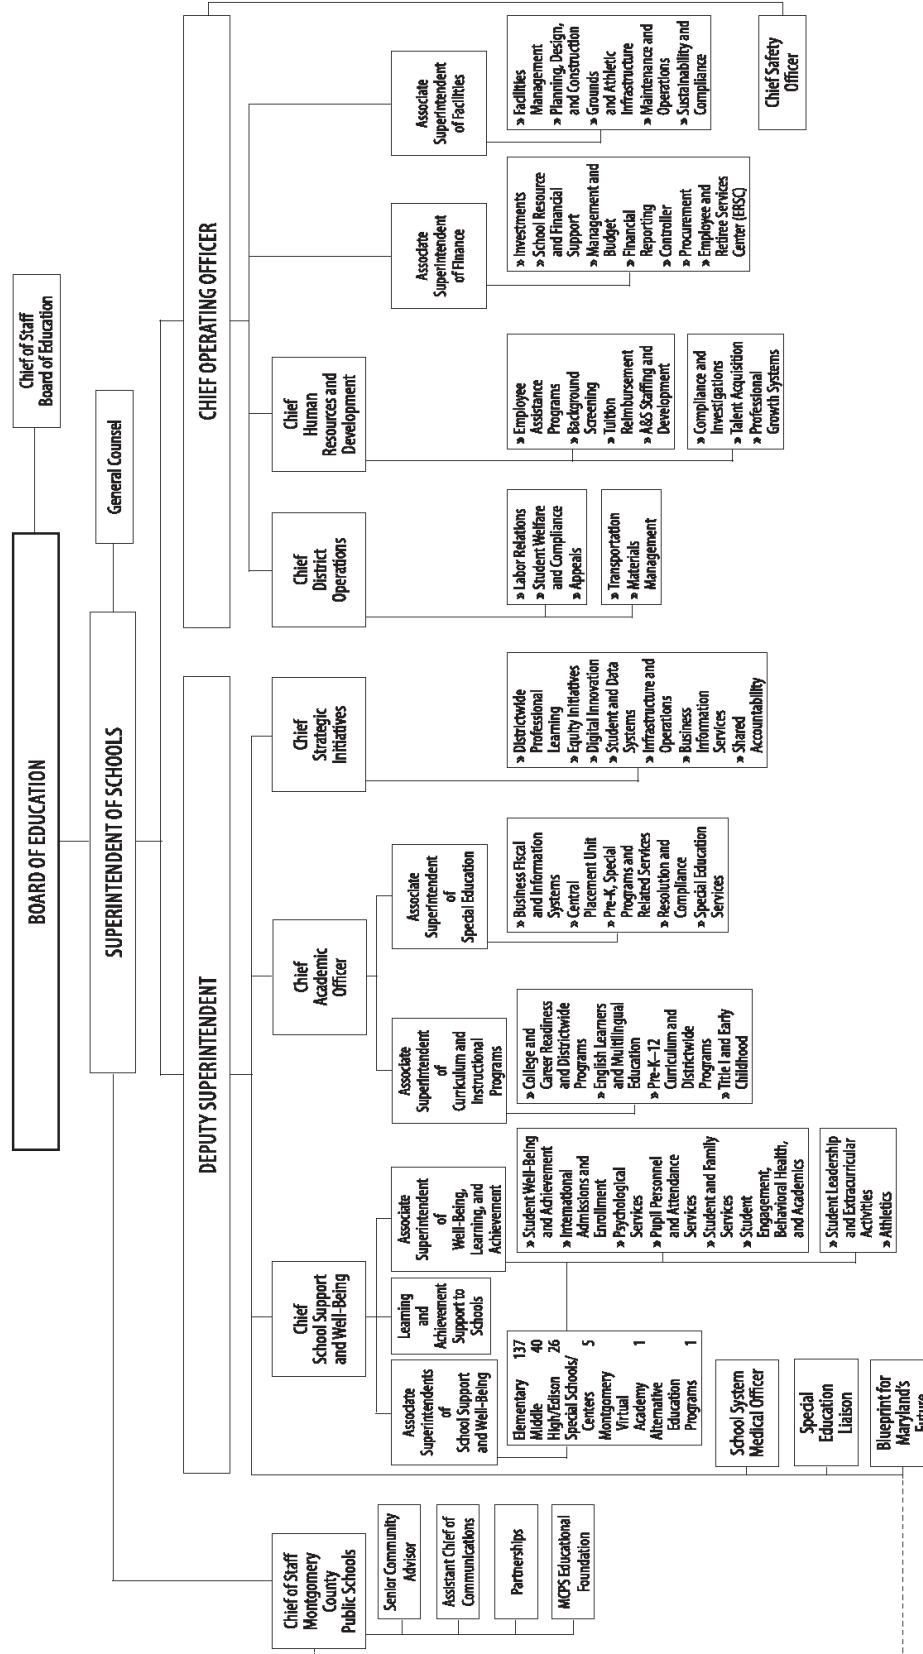 BOARD OF EDUCATION
Chief of Staff
Board of Education
SUPERINTENDENT OF SCHOOLS
General Counsel
Chief of Staff
Montgomery
County
Public Schools
Senior Community
Advisor
Assistant Chief of
Communications
Partnerships
MCPS Educational
Foundation
DEPUTY SUPERINTENDENT
Chief
School Support
and Well-Being
Associate
Superintendents
of
School Support
and Well-Being
Elementary 137
Middle 40
High/Edison 26
Special Schools/
Centers 5
Montgomery
Virtual
Academy 1
Alternative
Education
Programs 1
Learning
and
Achievement
Support to
Schools
Associate
Superintendent
of
Well-Being,
Learning, and
Achievement
» Student Well-Being
and Achievement
» International
Admissions and
Enrollment
» Psychological
Services
» Pupil Personnel
and Attendance
Services
» Student and Family
Services
» Student
Engagement,
Behavioral Health,
and Academics
» Student Leadership
and Extracurricular
Activities
» Athletics
School System
Medical Officer
Special
Education
Liaison
Blueprint for
Maryland's
Future
Chief
Academic
Officer
Associate
Superintendent
of
Curriculum and
Instructional
Programs
» College and
Career Readiness
and Districtwide
Programs
» English Learners
and Multilingual
Education
» Pre-K–12
Curriculum and
Districtwide
Programs
» Title I and Early
Childhood
Associate
Superintendent
of
Special Education
» Business Fiscal
and Information
Systems
» Central
Placement Unit
» Pre-K, Special
Programs and
Related Services
» Resolution and
Compliance
» Special Education
Services
Chief
Strategic
Initiatives
» Districtwide
Professional
Learning
» Equity Initiatives
» Digital Innovation
» Student and Data
Systems
» Infrastructure and
Operations
» Business
Information
Services
» Shared
Accountability
CHIEF OPERATING OFFICER
Chief
District
Operations
» Labor Relations
» Student Welfare
and Compliance
» Appeals
» Transportation
» Materials
Management
Chief
Human
Resources and
Development
» Employee
Assistance
Programs
» Background
Screening
» Tuition
Reimbursement
» A&S Staffing and
Development
» Compliance and
Investigations
» Talent Acquisition
» Professional
Growth Systems
Associate
Superintendent
of Finance
» Investments
» School Resource
and Financial
Support
» Management and
Budget
» Financial
Reporting
» Controller
» Procurement
» Employee and
Retiree Services
Center (ERSC)
Associate
Superintendent
of Facilities
» Facilities
Management
» Planning, Design,
and Construction
» Grounds
and Athletic
Infrastructure
» Maintenance and
Operations
» Sustainability and
Compliance
Chief Safety
Officer